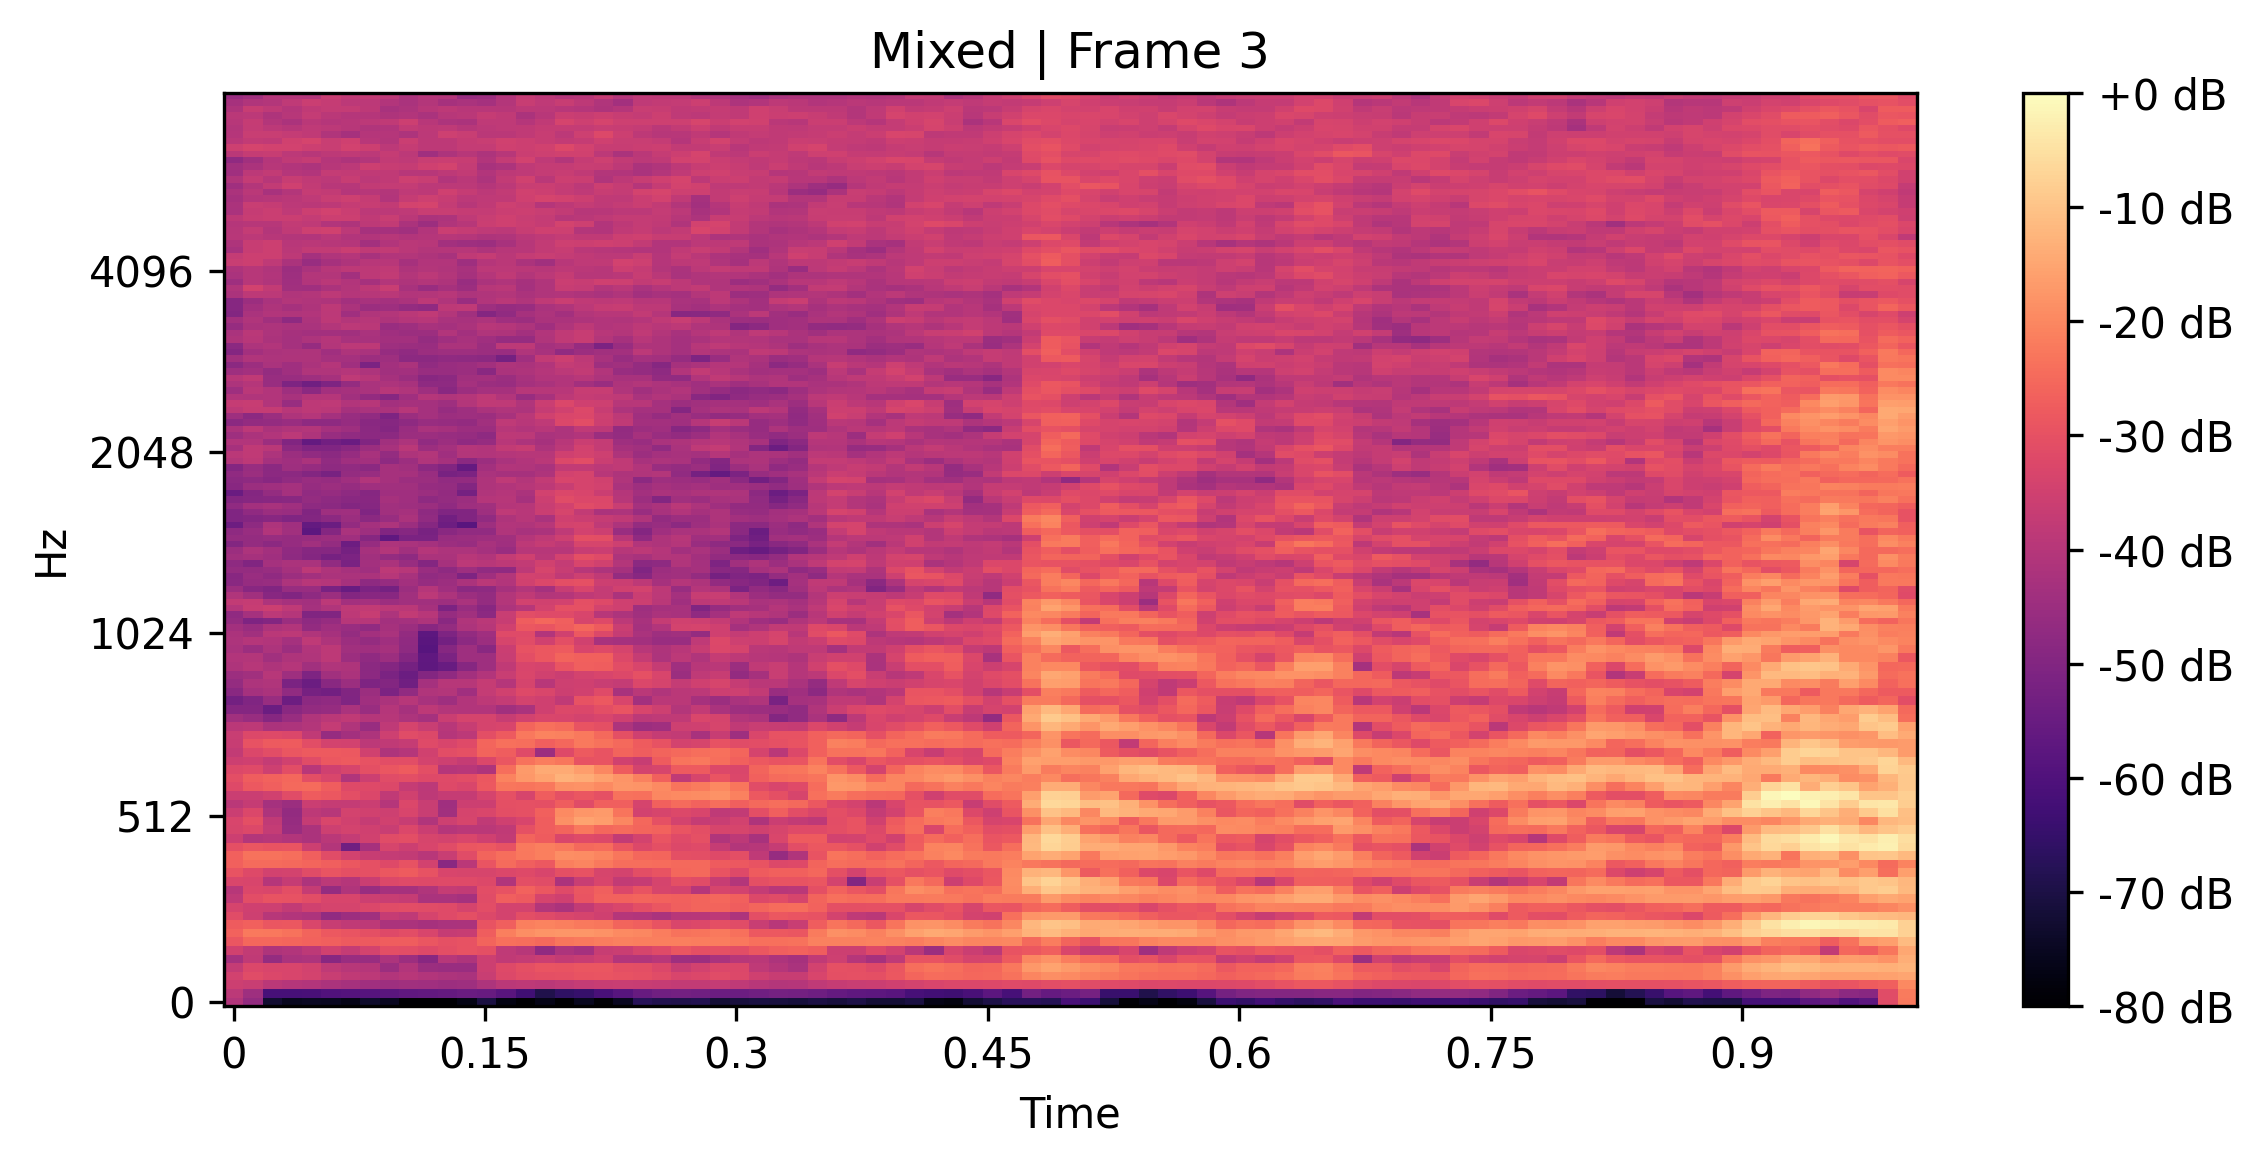 Mixed | Frame 3
Hz
4096
2048
1024
512
0
0
0.15
0.3
0.45
0.6
0.75
0.9
Time
+0 dB
-10 dB
-20 dB
-30 dB
-40 dB
-50 dB
-60 dB
-70 dB
-80 dB